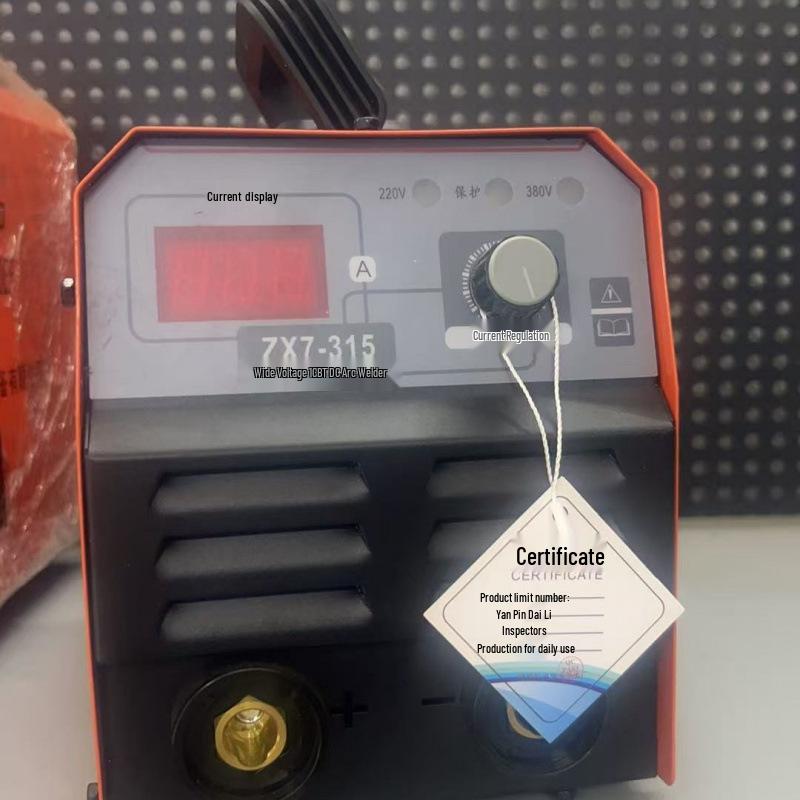 Current display
220V
保护
380V
A
ZX7-315
Wide Voltage IGBT DC Arc Welder
Current Regulation
+
−
Certificate
CERTIFICATE
Product limit number:
Yan Pin Dai Li
Inspectors
Production for daily use